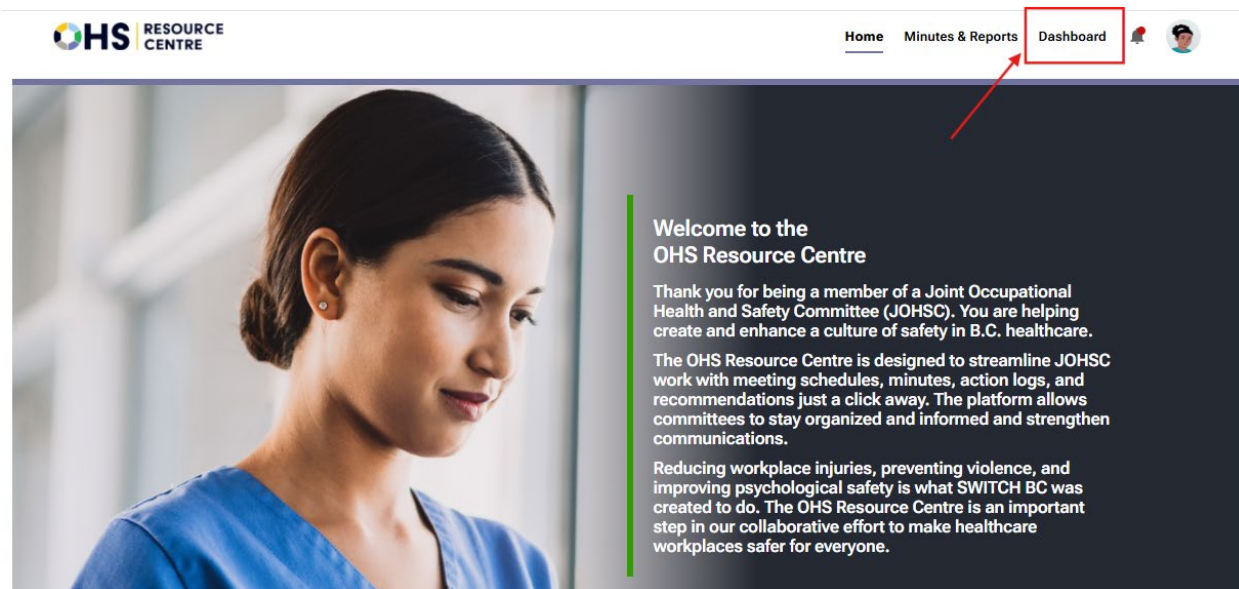 OHS RESOURCE
CENTRE
Home Minutes & Reports Dashboard
Welcome to the
OHS Resource Centre
Thank you for being a member of a Joint Occupational
Health and Safety Committee (JOHSC). You are helping
create and enhance a culture of safety in B.C. healthcare.
The OHS Resource Centre is designed to streamline JOHSC
work with meeting schedules, minutes, action logs, and
recommendations just a click away. The platform allows
committees to stay organized and informed and strengthen
communications.
Reducing workplace injuries, preventing violence, and
improving psychological safety is what SWITCH BC was
created to do. The OHS Resource Centre is an important
step in our collaborative effort to make healthcare
workplaces safer for everyone.